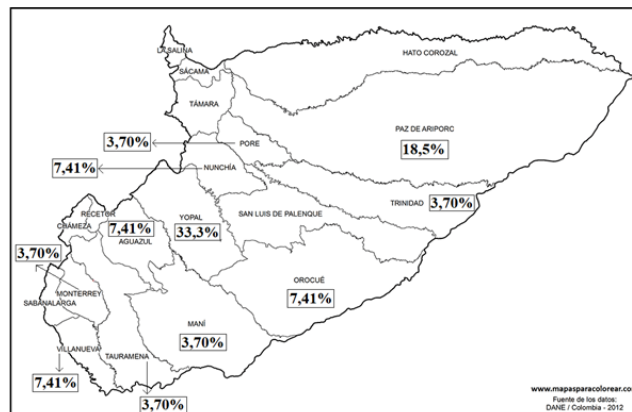 LA SALINA
HATO COROZAL
SÁCAMA
TÁMARA
PAZ DE ARIPORC
18,5%
3,70%
PORE
7,41%
NUNCHÍA
TRINIDAD
3,70%
RECETOR
CHÁMEZA
7,41%
AGUAZUL
YOPAL
33,3%
SAN LUIS DE PALENQUE
3,70%
OROCUÉ
7,41%
MONTERREY
SABANALARGA
MANÍ
3,70%
VILLANUEVA
TAURAMENA
7,41%
3,70%
www.mapasparacolorear.co
Fuente de los datos:
DANE / Colombia - 2012